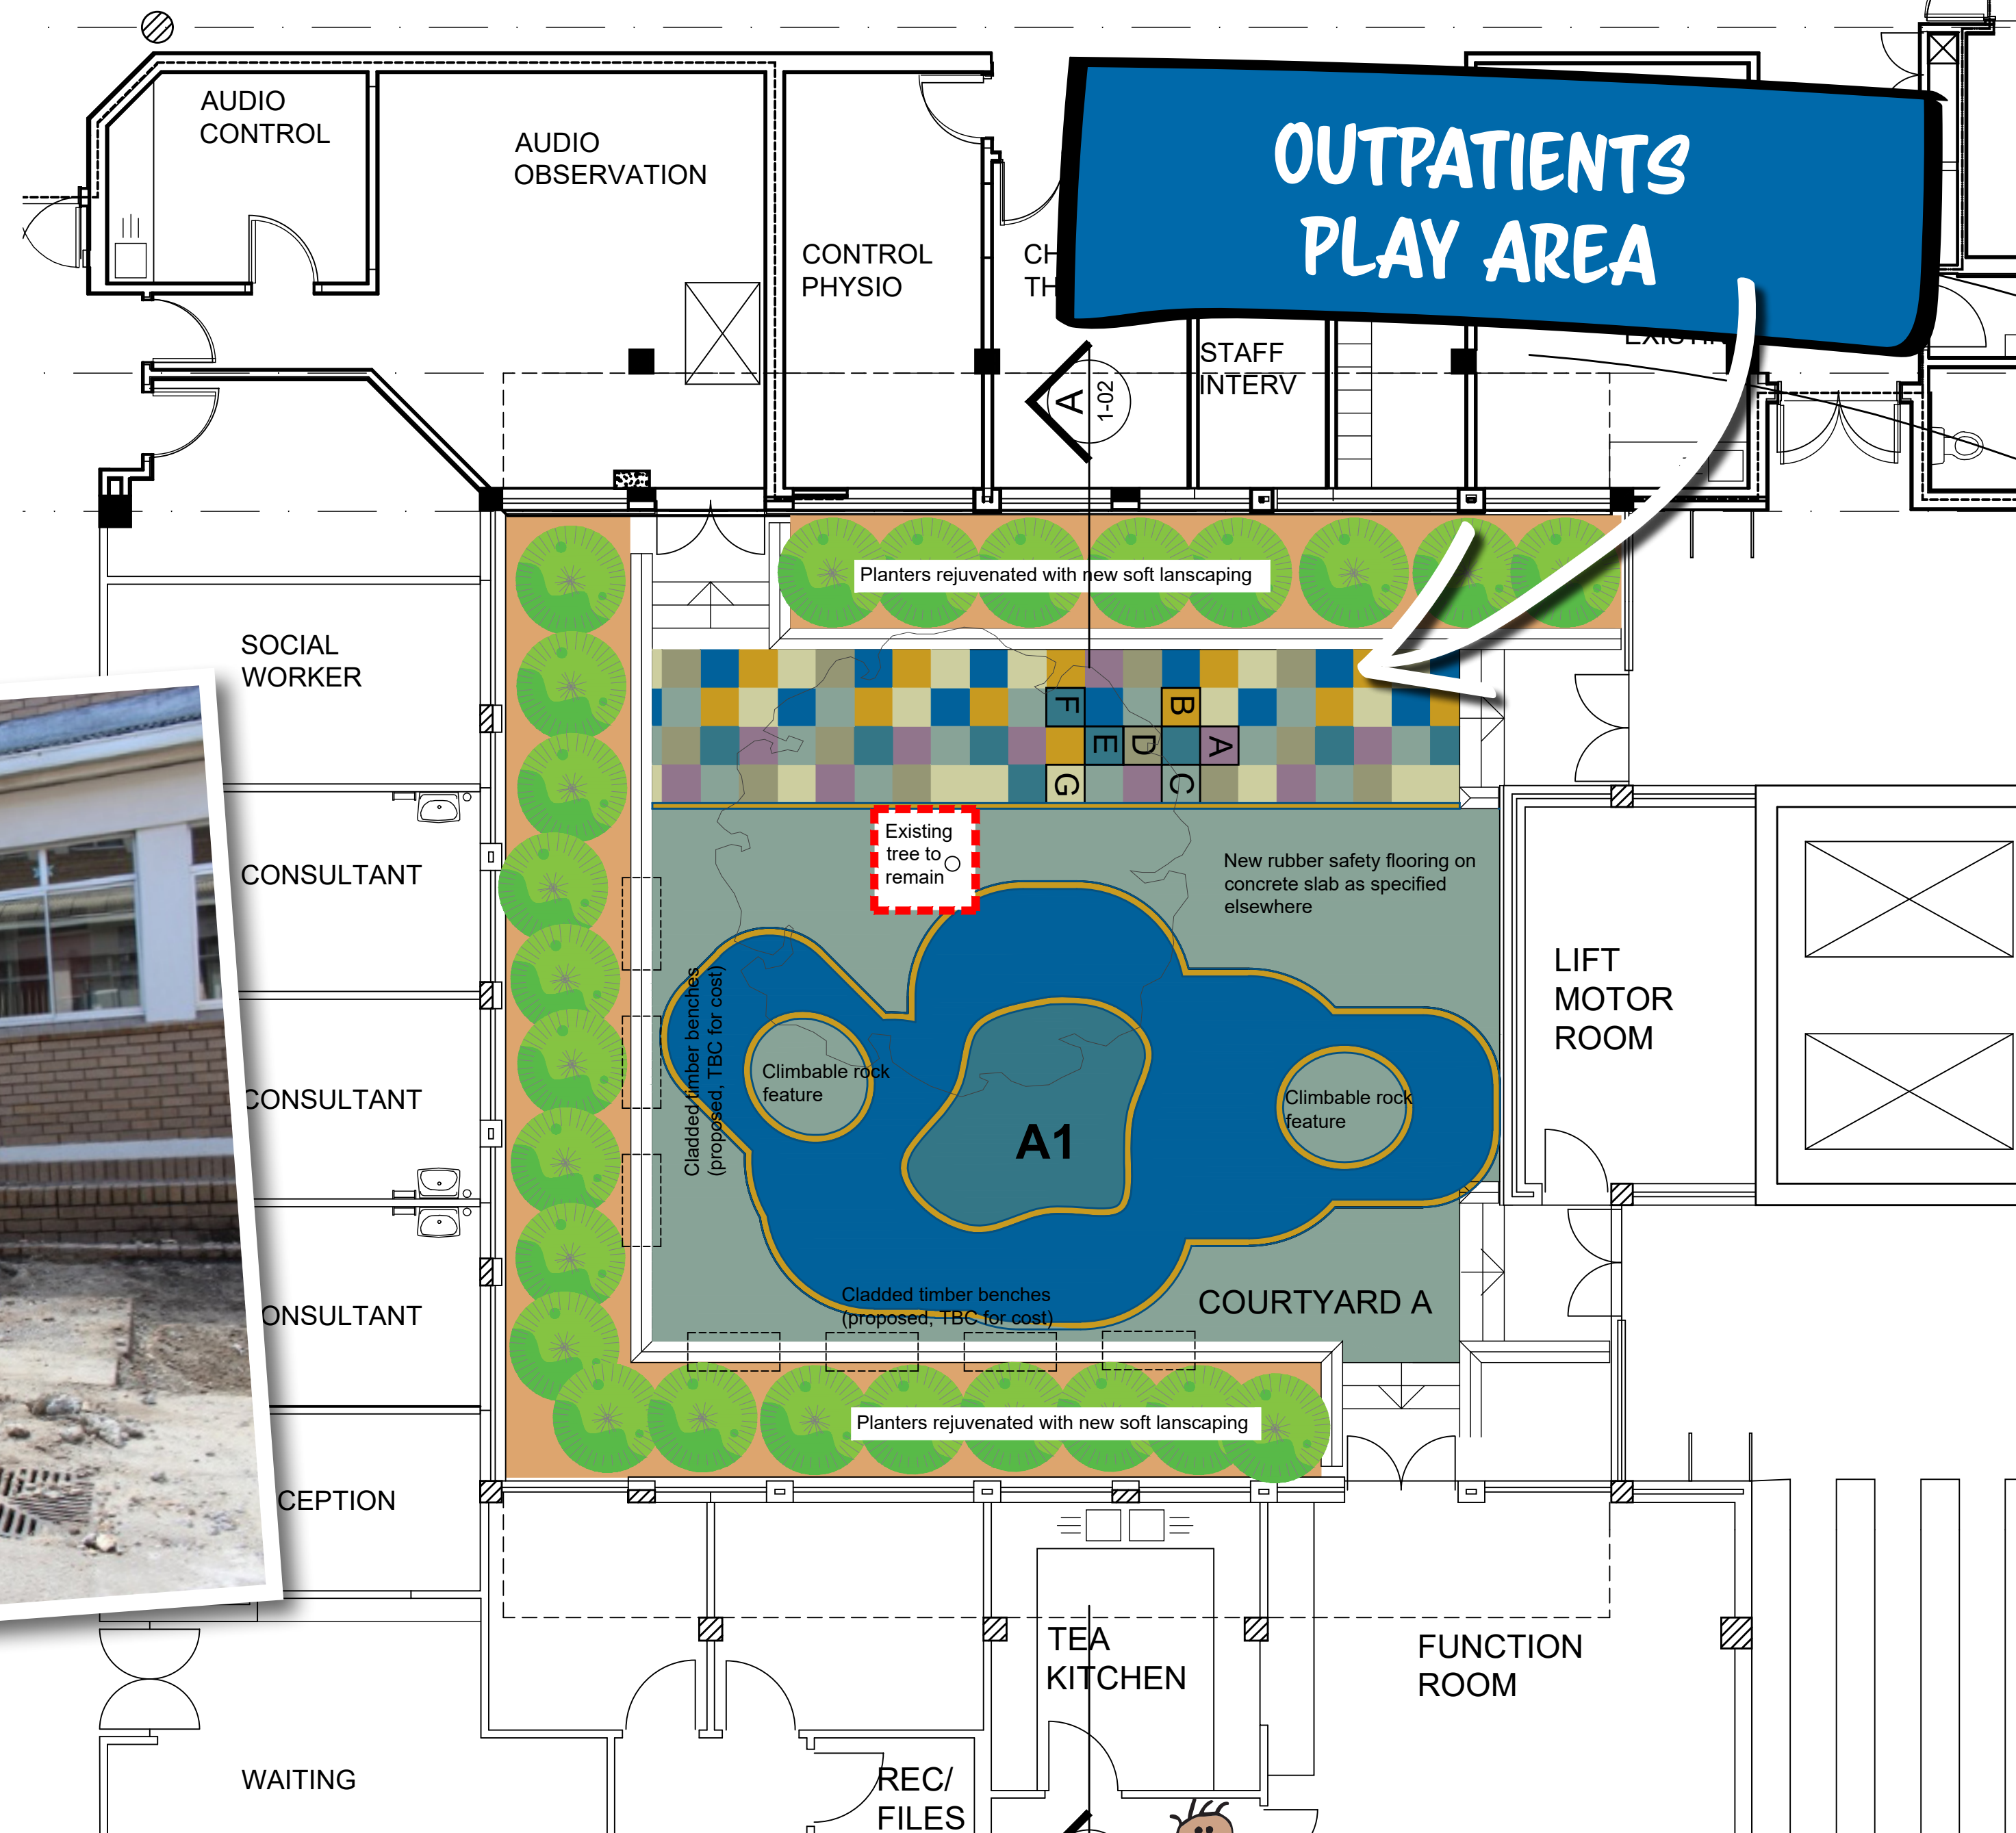 AUDIO
CONTROL
AUDIO
OBSERVATION
OUTPATIENTS
PLAY AREA
CONTROL
PHYSIO
CH
TH
STAFF
INTERV
A
1-02
Planters rejuvenated with new soft lanscaping
SOCIAL
WORKER
F
B
E
D
A
G
C
Existing
tree to
remain
New rubber safety flooring on
concrete slab as specified
elsewhere
CONSULTANT
LIFT
MOTOR
ROOM
Cladded timber benches
(proposed, TBC for cost)
Climbable rock
feature
Climbable rock
feature
CONSULTANT
A1
Cladded timber benches
(proposed, TBC for cost)
COURTYARD A
ONSULTANT
Planters rejuvenated with new soft lanscaping
CEPTION
TEA
KITCHEN
FUNCTION
ROOM
WAITING
REC/
FILES